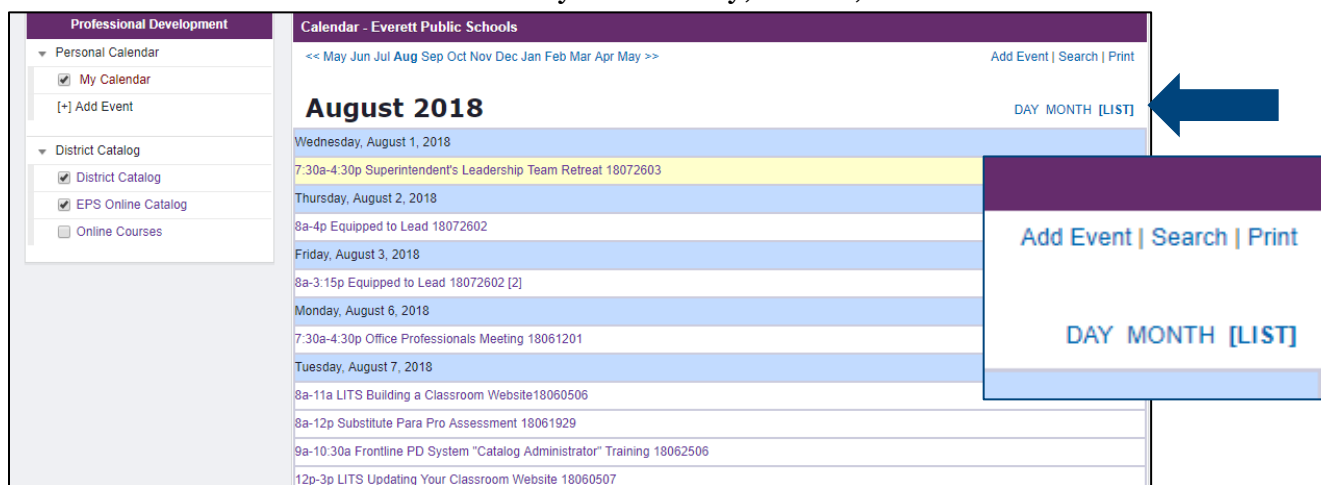 Professional Development
Personal Calendar
My Calendar
[+] Add Event
District Catalog
District Catalog
EPS Online Catalog
Online Courses
Calendar - Everett Public Schools
<< May Jun Jul Aug Sep Oct Nov Dec Jan Feb Mar Apr May >>
Add Event | Search | Print
August 2018
DAY MONTH [LIST]
Wednesday, August 1, 2018
7:30a-4:30p Superintendent's Leadership Team Retreat 18072603
Thursday, August 2, 2018
8a-4p Equipped to Lead 18072602
Friday, August 3, 2018
8a-3:15p Equipped to Lead 18072602 [2]
Monday, August 6, 2018
7:30a-4:30p Office Professionals Meeting 18061201
Tuesday, August 7, 2018
8a-11a LITS Building a Classroom Website18060506
8a-12p Substitute Para Pro Assessment 18061929
9a-10:30a Frontline PD System "Catalog Administrator" Training 18062506
12p-3p LITS Updating Your Classroom Website 18060507
Add Event | Search | Print
DAY MONTH [LIST]